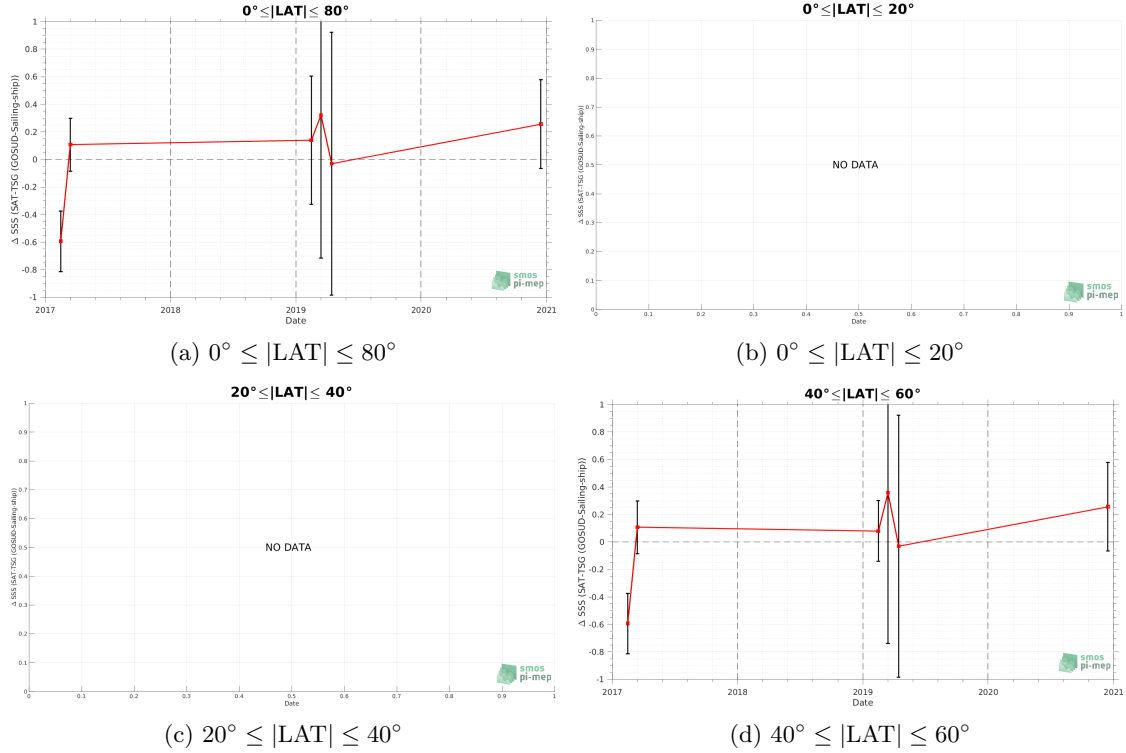 0°≤|LAT|≤ 80°
1
0.8
0.6
0.4
0.2
0
-0.2
-0.4
-0.6
-0.8
-1
Δ SSS (SAT-TSG (GOSUD-Sailing-ship))
2017
2018
2019
2020
2021
Date
smos
pi-mep
(a) 0° ≤ |LAT| ≤ 80°
0°≤|LAT|≤ 20°
1
0.9
0.8
0.7
0.6
0.5
0.4
0.3
0.2
0.1
0
Δ SSS (SAT-TSG (GOSUD-Sailing-ship))
NO DATA
0
0.1
0.2
0.3
0.4
0.5
0.6
0.7
0.8
0.9
1
Date
smos
pi-mep
(b) 0° ≤ |LAT| ≤ 20°
20°≤|LAT|≤ 40°
1
0.9
0.8
0.7
0.6
0.5
0.4
0.3
0.2
0.1
0
Δ SSS (SAT-TSG (GOSUD-Sailing-ship))
NO DATA
0
0.1
0.2
0.3
0.4
0.5
0.6
0.7
0.8
0.9
1
Date
smos
pi-mep
(c) 20° ≤ |LAT| ≤ 40°
40°≤|LAT|≤ 60°
1
0.8
0.6
0.4
0.2
0
-0.2
-0.4
-0.6
-0.8
-1
Δ SSS (SAT-TSG (GOSUD-Sailing-ship))
2017
2018
2019
2020
2021
Date
smos
pi-mep
(d) 40° ≤ |LAT| ≤ 60°